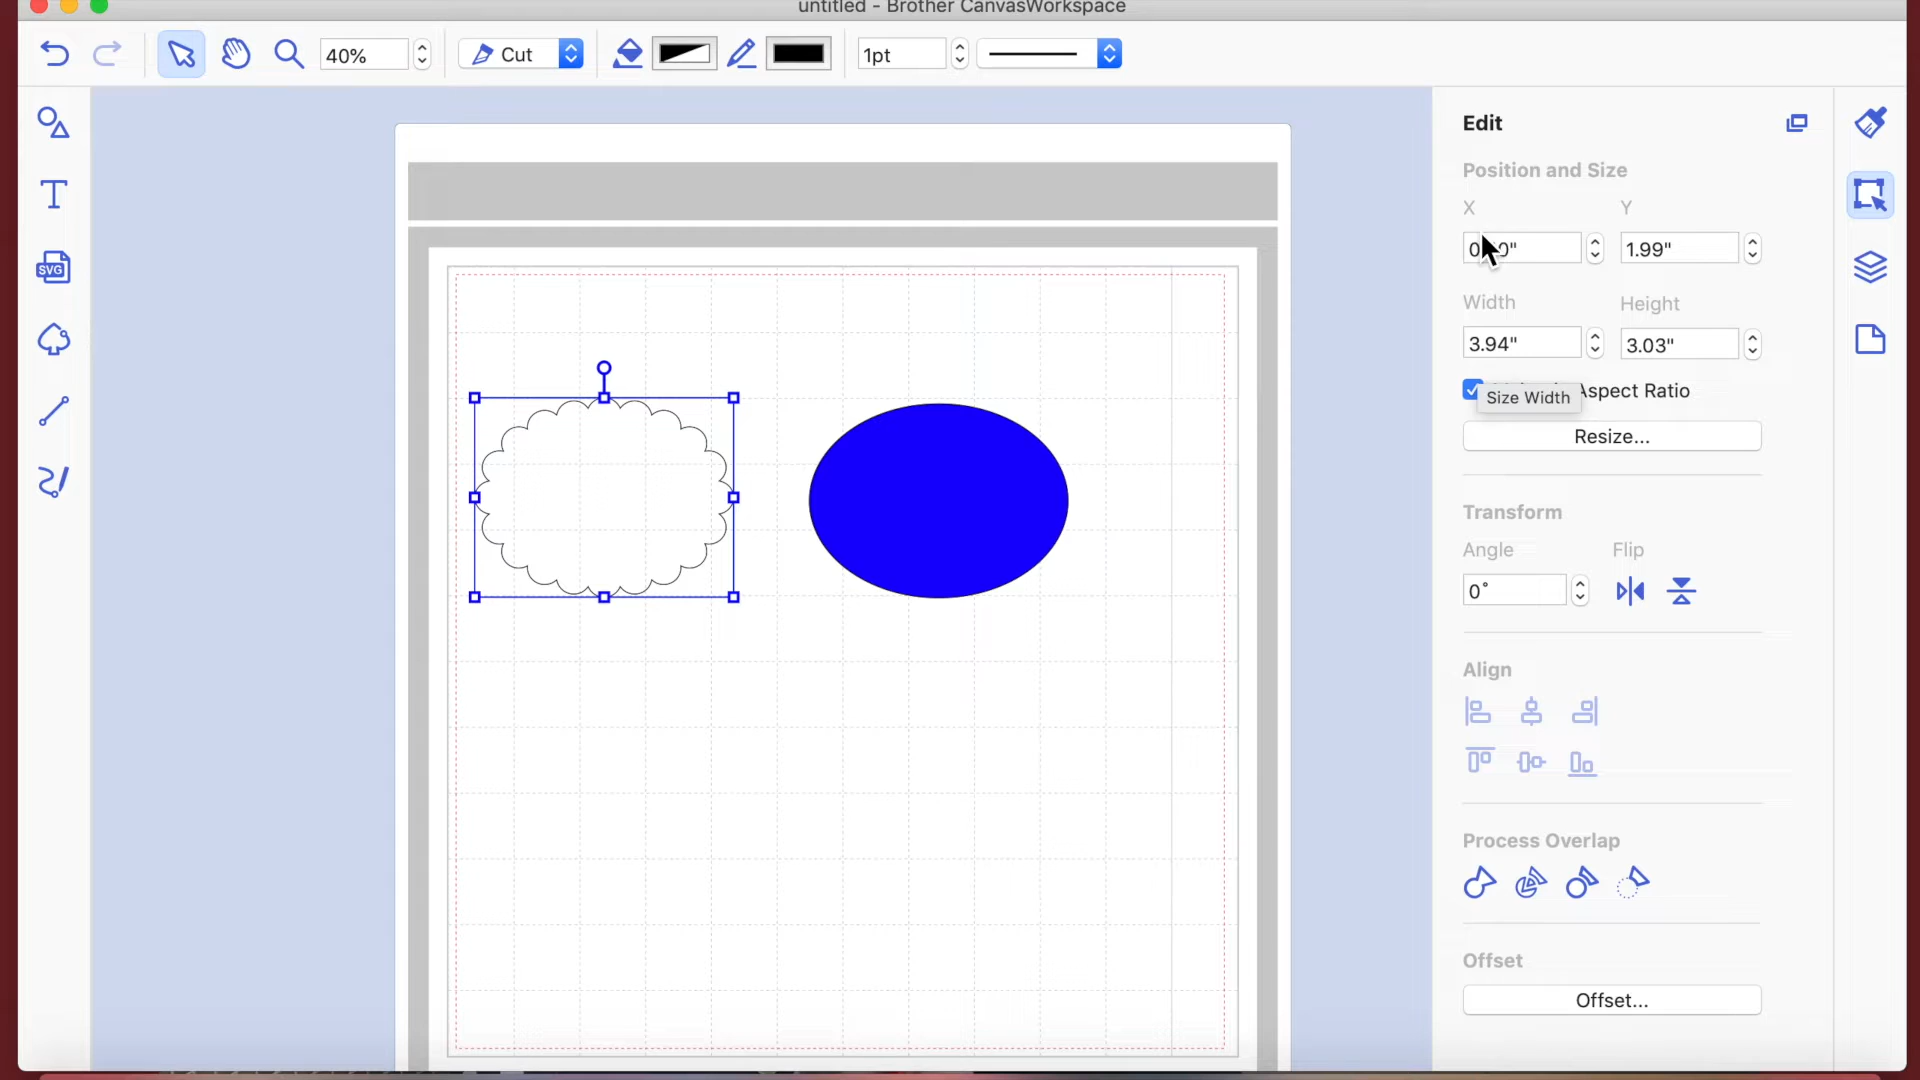 untitled - Brother CanvasWorkspace
40%
Cut
1pt
T
SVG
Edit
Position and Size
X Y
1.99"
Width Height
3.94" 3.03"
Aspect Ratio
Size Width
Resize...
Transform
Angle Flip
0°
Align
Process Overlap
Offset
Offset...